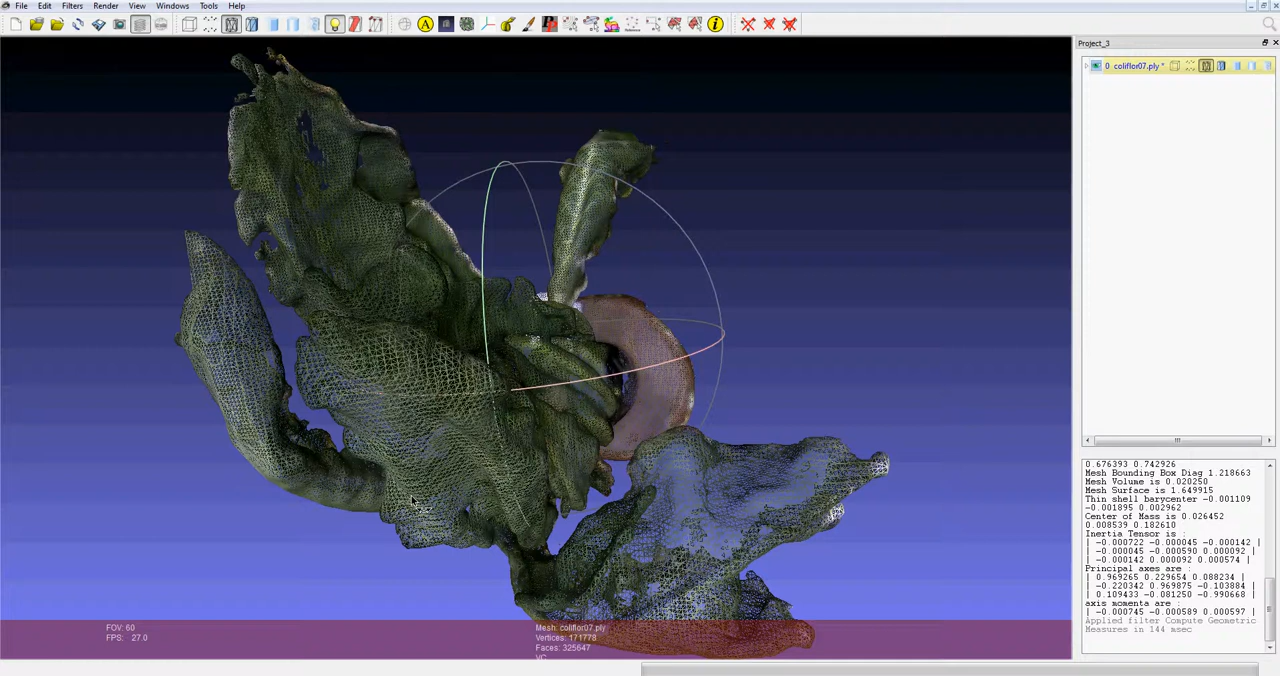 File Edit Filters Render View Windows Tools Help
Project_3
0 coliflor07.ply *
A
i
0.676393 0.742926
Mesh Bounding Box Diag 1.218663
Mesh Volume is 0.020250
Mesh Surface is 1.649915
Thin shell barycenter -0.001109
-0.001895 0.002962
Center of Mass is 0.026452
0.008539 0.182610
Inertia Tensor is :
| -0.000722 -0.000045 -0.000142 |
| -0.000045 -0.000590 0.000092 |
| -0.000142 0.000092 0.000574 |
Principal axes are :
| 0.969265 0.229654 0.088234 |
| -0.220342 0.969875 -0.103884 |
| 0.109433 -0.081250 -0.990668 |
axis momenta are :
| -0.000745 -0.000589 0.000597 |
Applied filter Compute Geometric
Measures in 144 msec
FOV: 60
FPS: 27.0
Mesh: coliflor07.ply
Vertices: 171778
Faces: 325647
VC